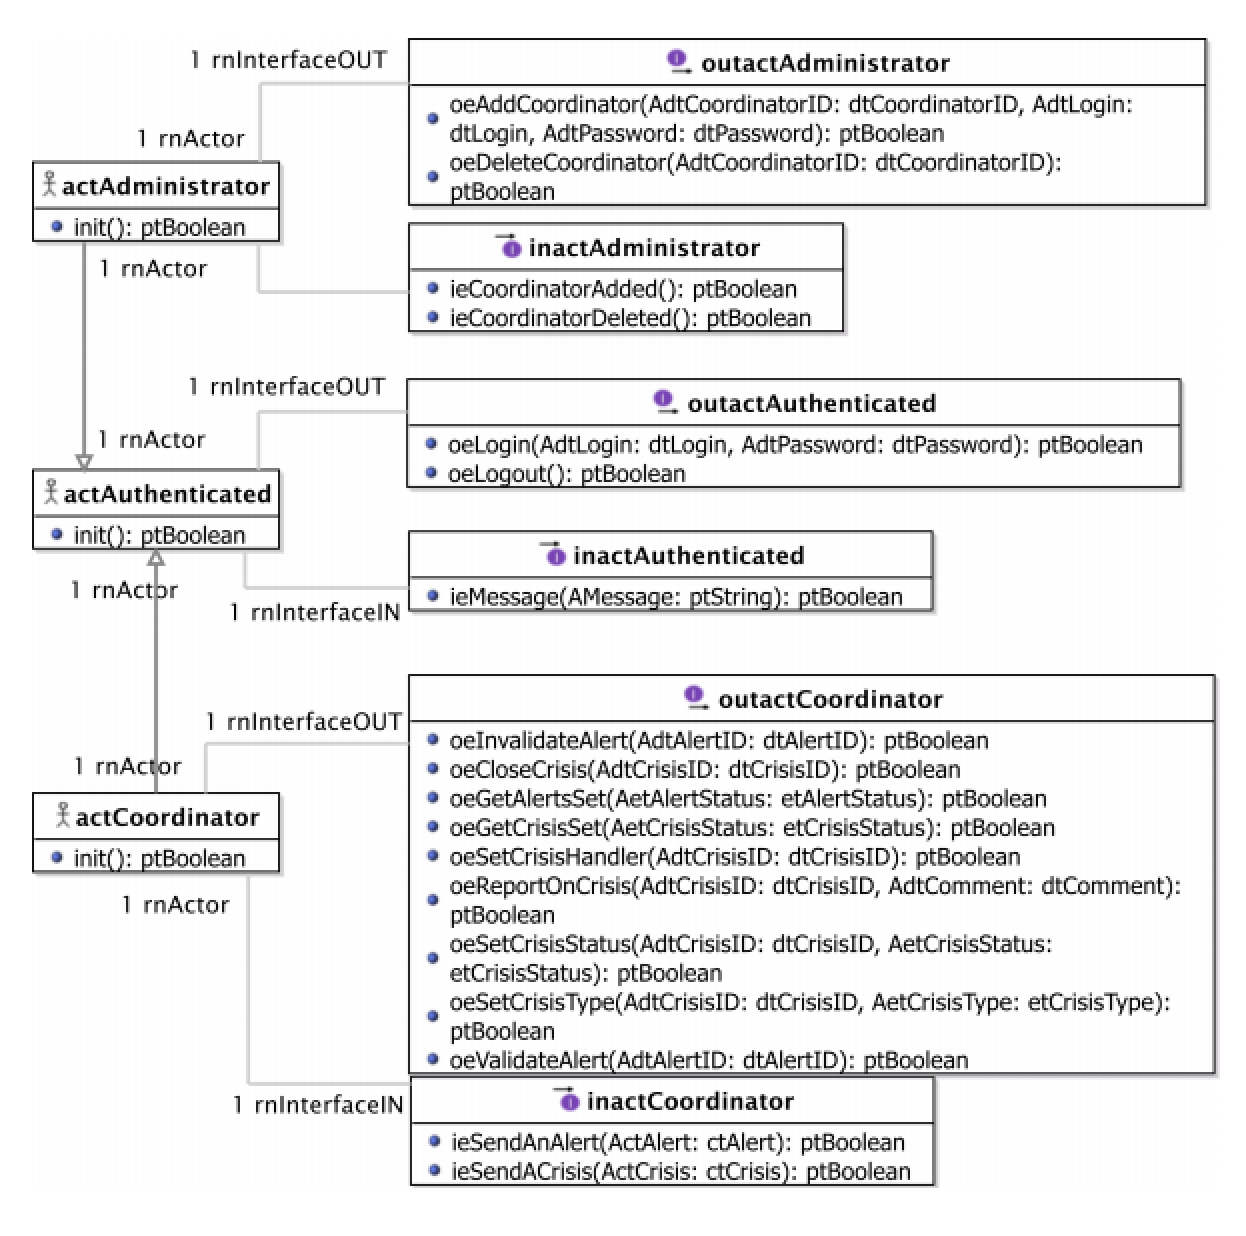 1 rnInterfaceOUT
outactAdministrator
oeAddCoordinator(AdtCoordinatorID: dtCoordinatorID, AdtLogin:
dtLogin, AdtPassword: dtPassword): ptBoolean
oeDeleteCoordinator(AdtCoordinatorID: dtCoordinatorID):
ptBoolean
1 rnActor
actAdministrator
init(): ptBoolean
1 rnActor
inactAdministrator
ieCoordinatorAdded(): ptBoolean
ieCoordinatorDeleted(): ptBoolean
1 rnInterfaceOUT
outactAuthenticated
oeLogin(AdtLogin: dtLogin, AdtPassword: dtPassword): ptBoolean
oeLogout(): ptBoolean
1 rnActor
actAuthenticated
init(): ptBoolean
1 rnActor
1 rnInterfaceIN
inactAuthenticated
ieMessage(AMessage: ptString): ptBoolean
1 rnInterfaceOUT
outactCoordinator
oeInvalidateAlert(AdtAlertID: dtAlertID): ptBoolean
oeCloseCrisis(AdtCrisisID: dtCrisisID): ptBoolean
oeGetAlertsSet(AetAlertStatus: etAlertStatus): ptBoolean
oeGetCrisisSet(AetCrisisStatus: etCrisisStatus): ptBoolean
oeSetCrisisHandler(AdtCrisisID: dtCrisisID): ptBoolean
oeReportOnCrisis(AdtCrisisID: dtCrisisID, AdtComment: dtComment):
ptBoolean
oeSetCrisisStatus(AdtCrisisID: dtCrisisID, AetCrisisStatus:
etCrisisStatus): ptBoolean
oeSetCrisisType(AdtCrisisID: dtCrisisID, AetCrisisType: etCrisisType):
ptBoolean
oeValidateAlert(AdtAlertID: dtAlertID): ptBoolean
1 rnActor
actCoordinator
init(): ptBoolean
1 rnActor
1 rnInterfaceIN
inactCoordinator
ieSendAnAlert(ActAlert: ctAlert): ptBoolean
ieSendACrisis(ActCrisis: ctCrisis): ptBoolean